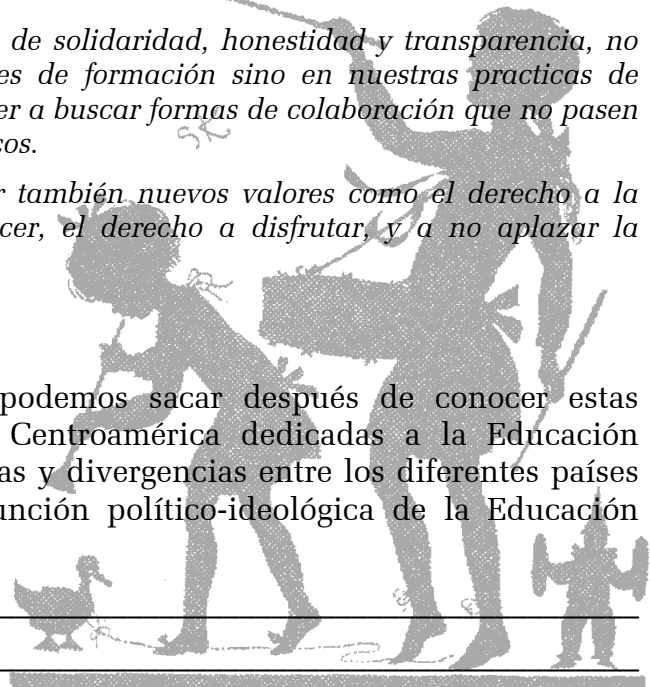 de solidaridad, honestidad y transparencia, no
es de formación sino en nuestras practicas de
er a buscar formas de colaboración que no pasen
cos.
r también nuevos valores como el derecho a la
cer, el derecho a disfrutar, y a no aplazar la
podemos sacar después de conocer estas
Centroamérica dedicadas a la Educación
as y divergencias entre los diferentes países
unción político-ideológica de la Educación